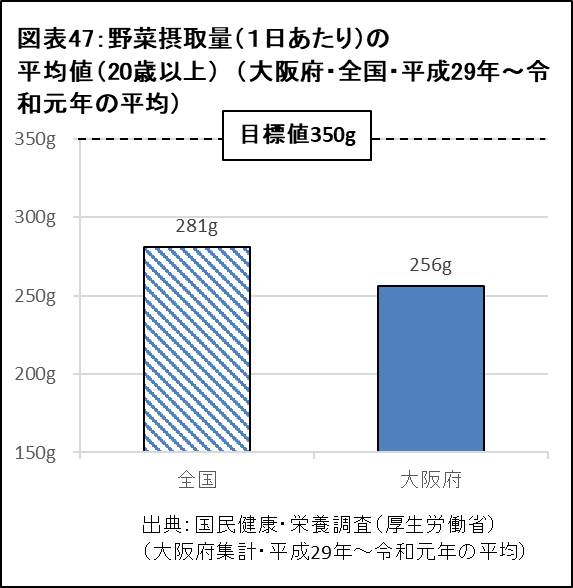 図表47：野菜摂取量（１日あたり）の
平均値（20歳以上）　（大阪府・全国・平成29年～令
和元年の平均）
目標値350g
350g
300g
250g
200g
150g
281g
256g
全国
大阪府
出典：国民健康・栄養調査（厚生労働省）
（大阪府集計・平成29年～令和元年の平均）